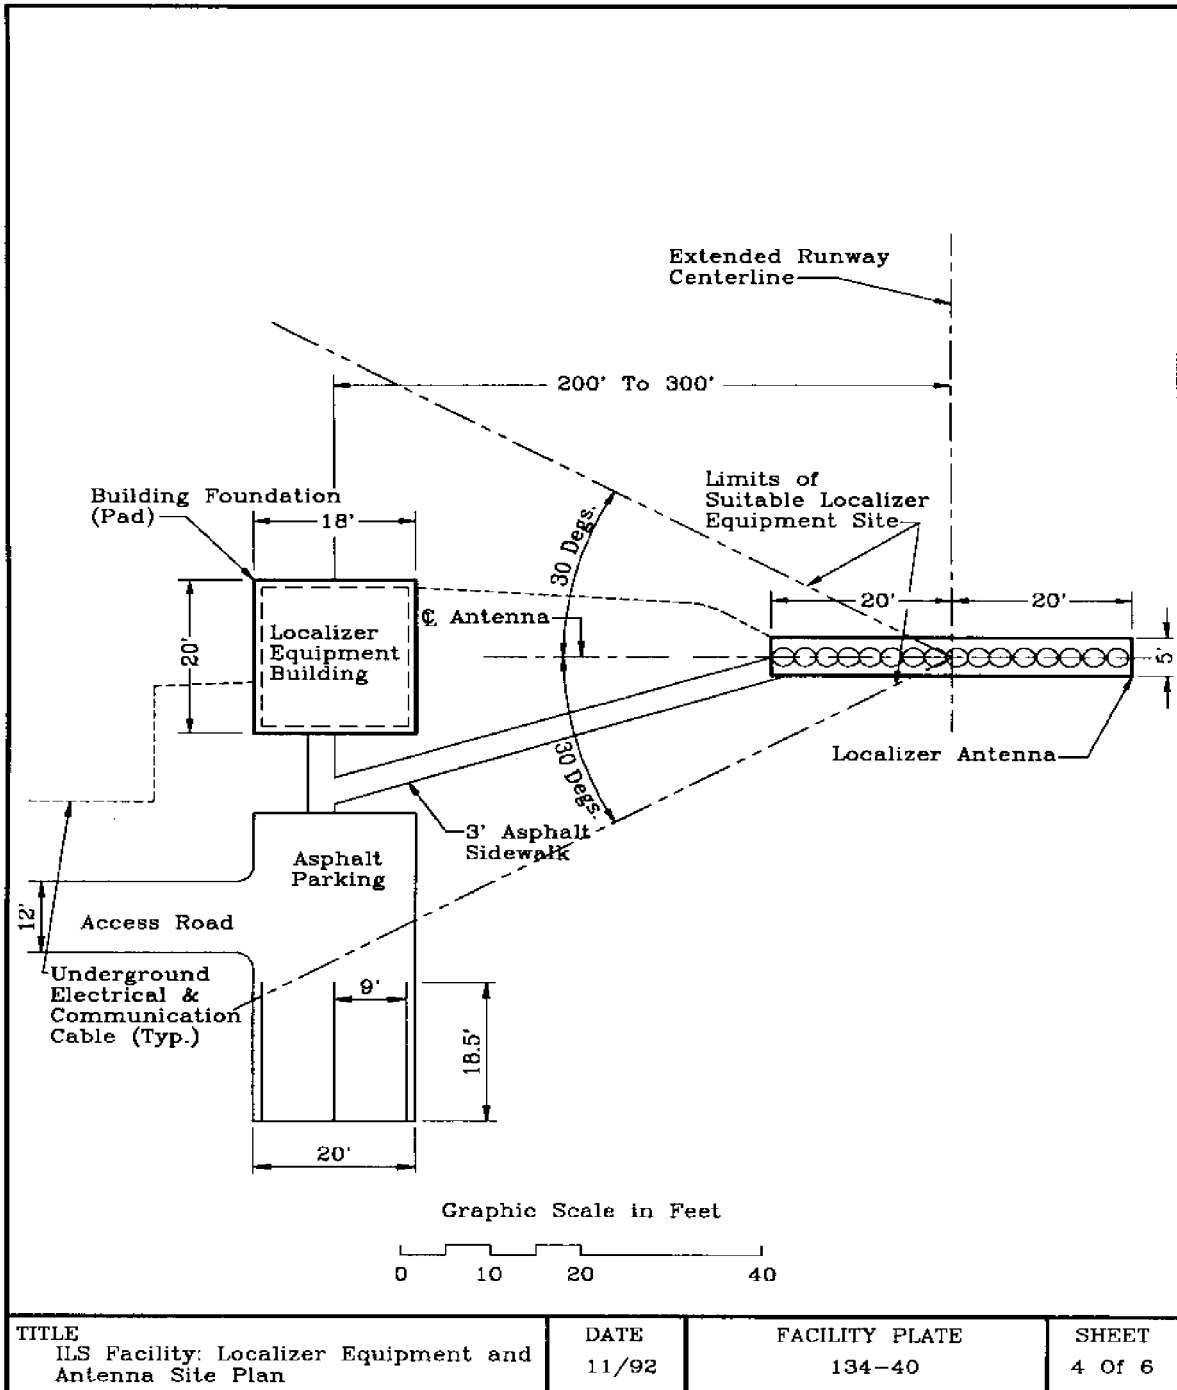 Extended Runway
Centerline
200' To 300'
Limits of
Suitable Localizer
Equipment Site
Building Foundation
(Pad)
18'
30 Degs.
20'
20'
℄ Antenna
Localizer
Equipment
Building
20'
5'
Localizer Antenna
30 Degs.
3' Asphalt
Sidewalk
Asphalt
Parking
12'
Access Road
Underground
Electrical &
Communication
Cable (Typ.)
9'
18.5'
20'
Graphic Scale in Feet
0 10 20 40
TITLE
ILS Facility: Localizer Equipment and
Antenna Site Plan
DATE
11/92
FACILITY PLATE
134-40
SHEET
4 Of 6